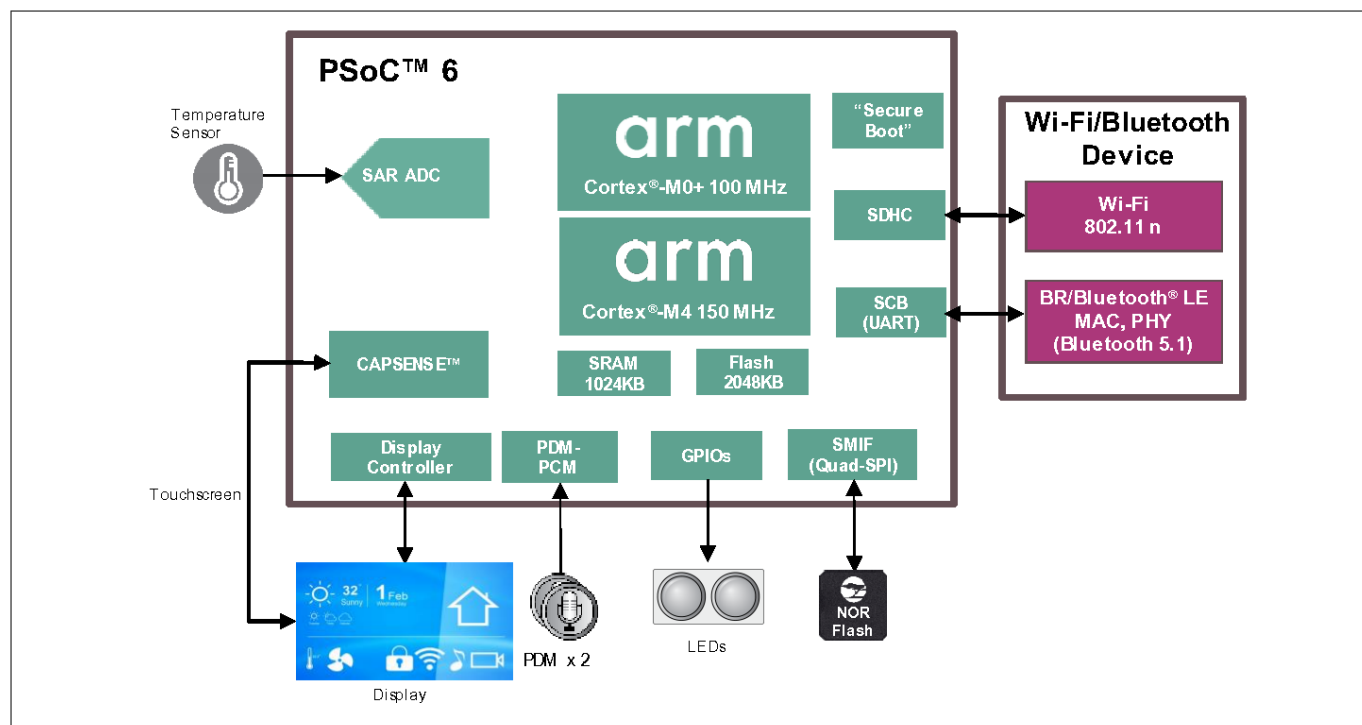 PSoC™ 6
Temperature
Sensor
SAR ADC
arm
Cortex®-M0+ 100 MHz
arm
Cortex®-M4 150 MHz
"Secure
Boot"
SDHC
SCB
(UART)
Wi-Fi/Bluetooth
Device
Wi-Fi
802.11 n
BR/Bluetooth® LE
MAC, PHY
(Bluetooth 5.1)
CAPSENSE™
SRAM
1024KB
Flash
2048KB
Display
Controller
PDM-
PCM
GPIOs
SMIF
(Quad-SPI)
Touchscreen
32°
Sunny
1 Feb
Wednesday
Display
PDM x 2
LEDs
NOR
Flash